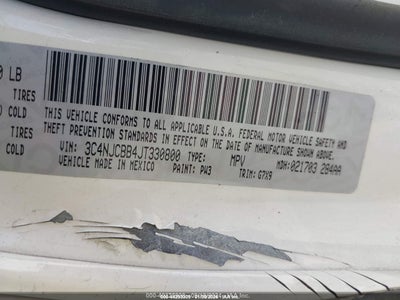 LB
TIRES
COLD
TIRES
COLD
THIS VEHICLE CONFORMS TO ALL APPLICABLE U.S.A. FEDERAL MOTOR VEHICLE SAFETY AND
THEFT PREVENTION STANDARDS IN EFFECT ON THE DATE OF MANUFACTURE SHOWN ABOVE.
VIN: 3C4NJCBB4JT330800 TYPE: MPV MDH: 021703 284AA
VEHICLE MADE IN MEXICO PAINT: PW3 TRIM: G7X9